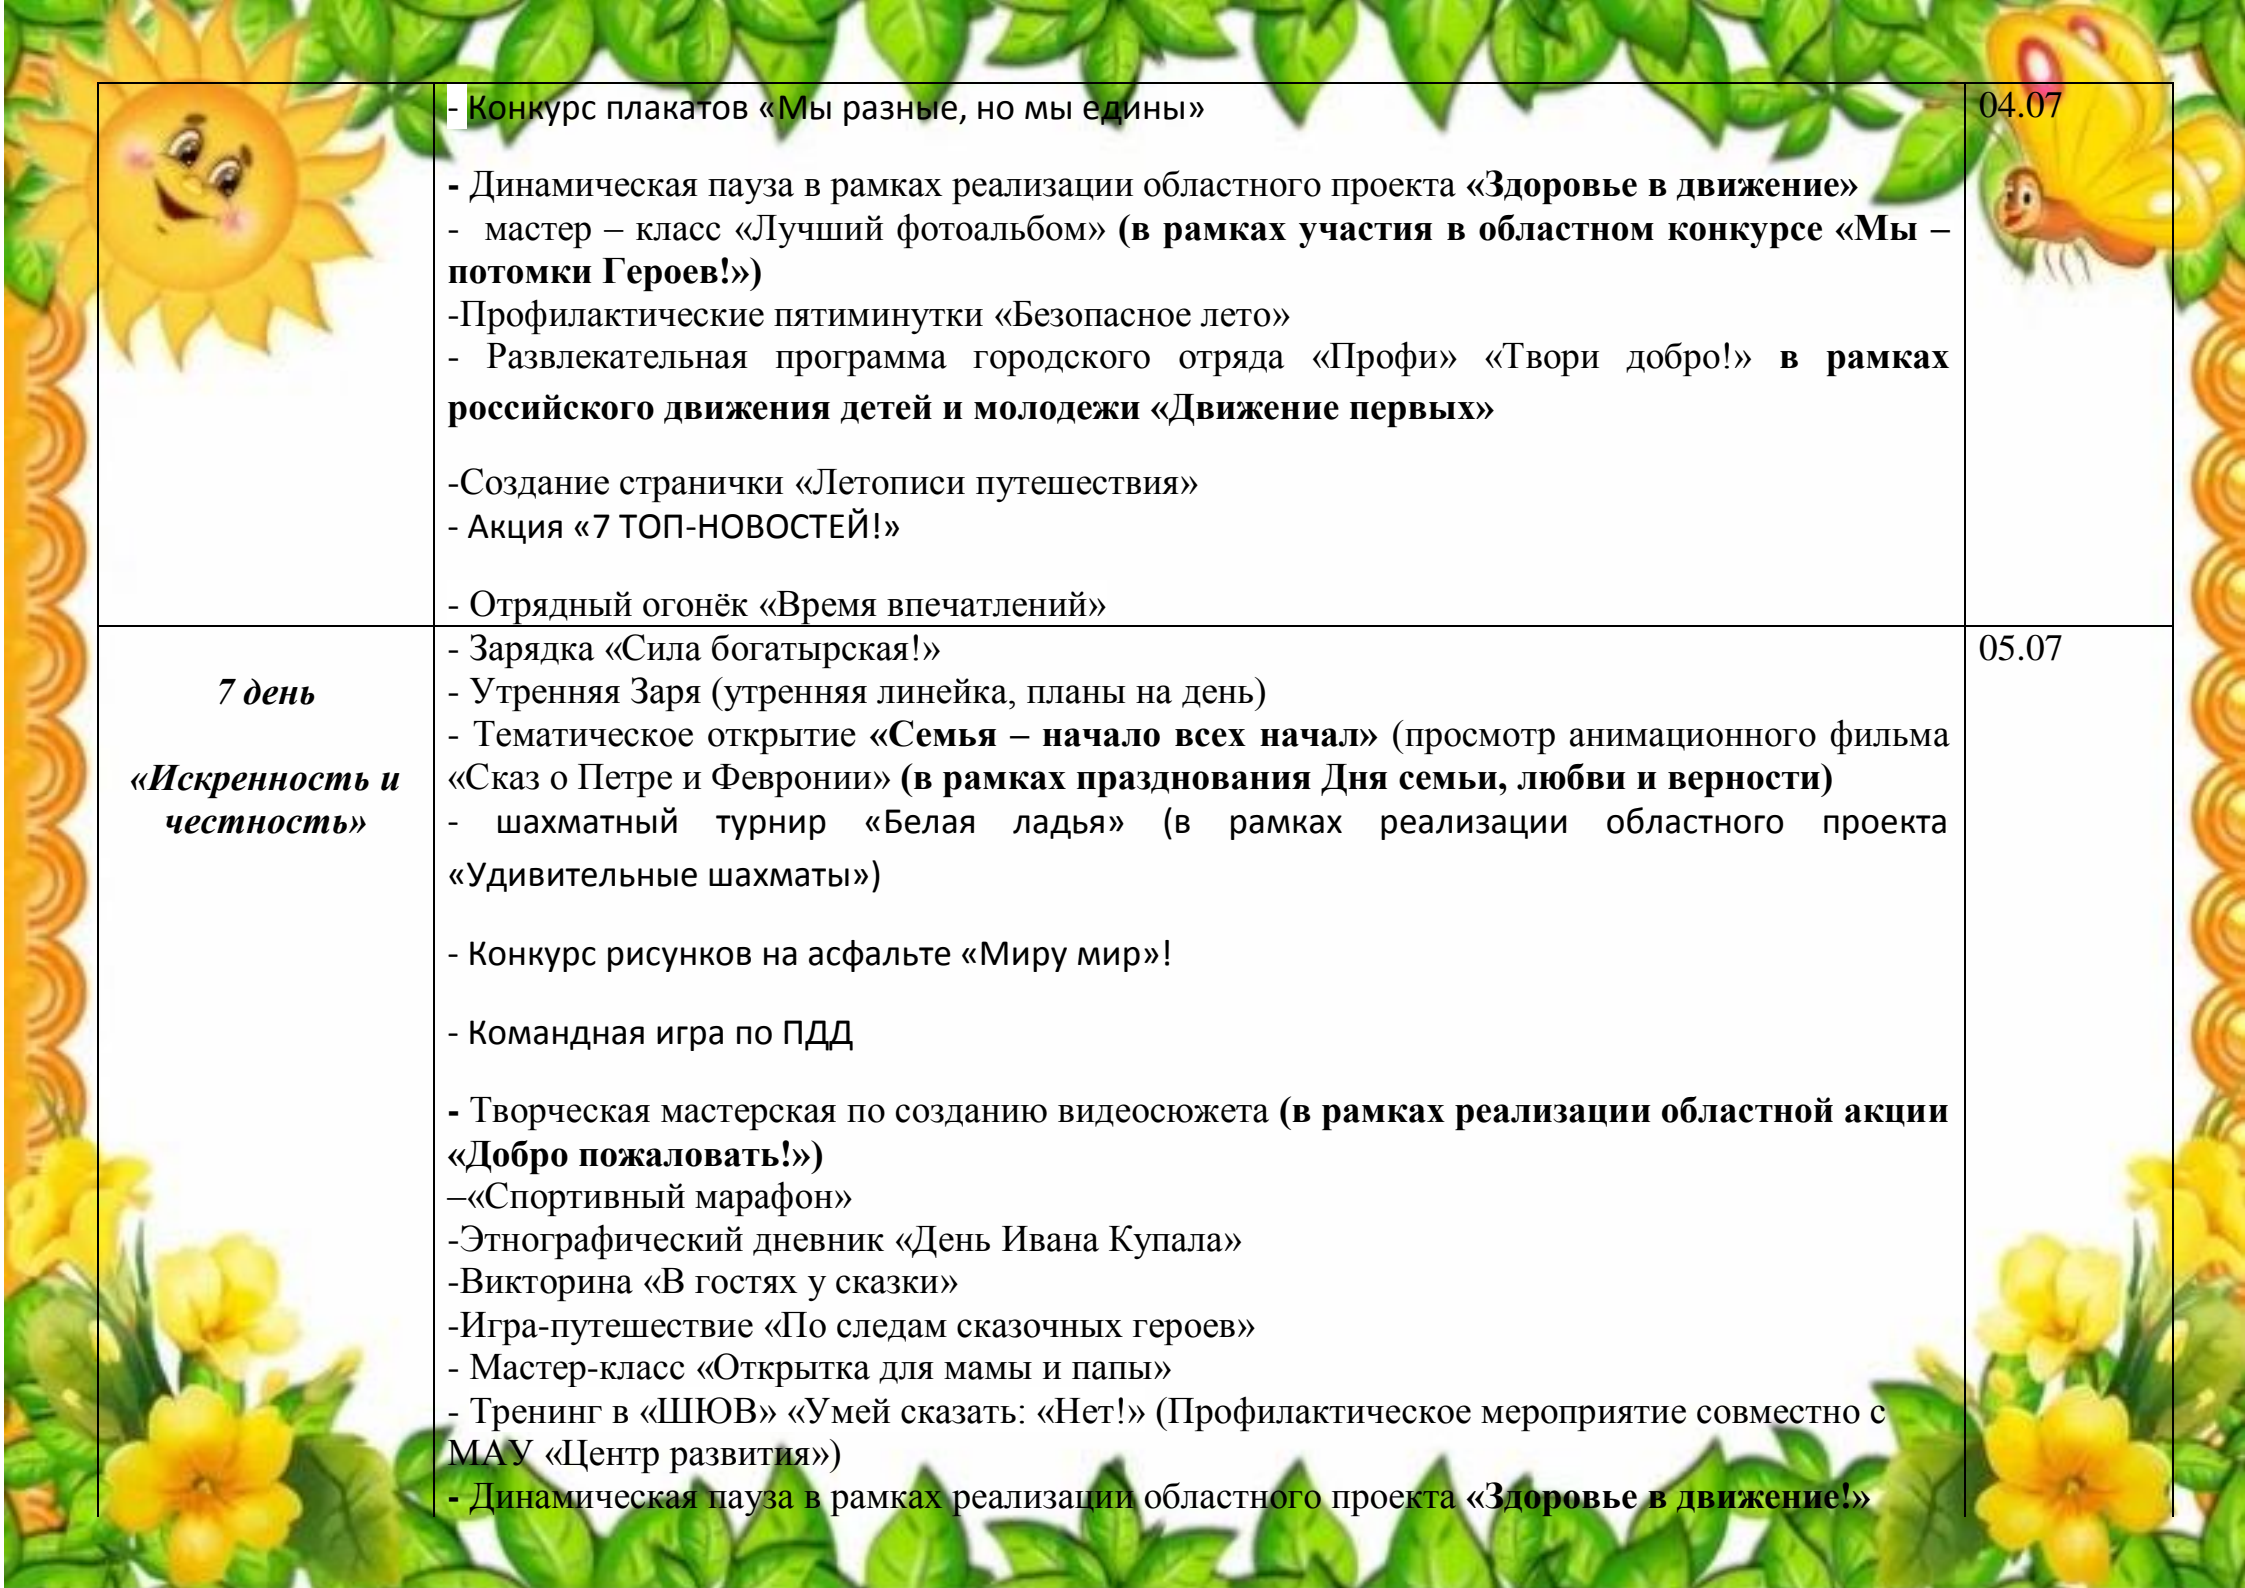 - Конкурс плакатов «Мы разные, но мы едины»
04.07
- Динамическая пауза в рамках реализации областного проекта «Здоровье в движение»
- мастер – класс «Лучший фотоальбом» (в рамках участия в областном конкурсе «Мы –
потомки Героев!»)
-Профилактические пятиминутки «Безопасное лето»
- Развлекательная программа городского отряда «Профи» «Твори добро!» в рамках
российского движения детей и молодежи «Движение первых»
-Создание странички «Летописи путешествия»
- Акция «7 ТОП-НОВОСТЕЙ!»
- Отрядный огонёк «Время впечатлений»
7 день
«Искренность и
честность»
- Зарядка «Сила богатырская!»
- Утренняя Заря (утренняя линейка, планы на день)
- Тематическое открытие «Семья – начало всех начал» (просмотр анимационного фильма
«Сказ о Петре и Февронии» (в рамках празднования Дня семьи, любви и верности)
- шахматный турнир «Белая ладья» (в рамках реализации областного проекта
«Удивительные шахматы»)
- Конкурс рисунков на асфальте «Миру мир»!
- Командная игра по ПДД
- Творческая мастерская по созданию видеосюжета (в рамках реализации областной акции
«Добро пожаловать!»)
–«Спортивный марафон»
-Этнографический дневник «День Ивана Купала»
-Викторина «В гостях у сказки»
-Игра-путешествие «По следам сказочных героев»
- Мастер-класс «Открытка для мамы и папы»
- Тренинг в «ШЮВ» «Умей сказать: «Нет!» (Профилактическое мероприятие совместно с
МАУ «Центр развития»)
- Динамическая пауза в рамках реализации областного проекта «Здоровье в движение!»
05.07